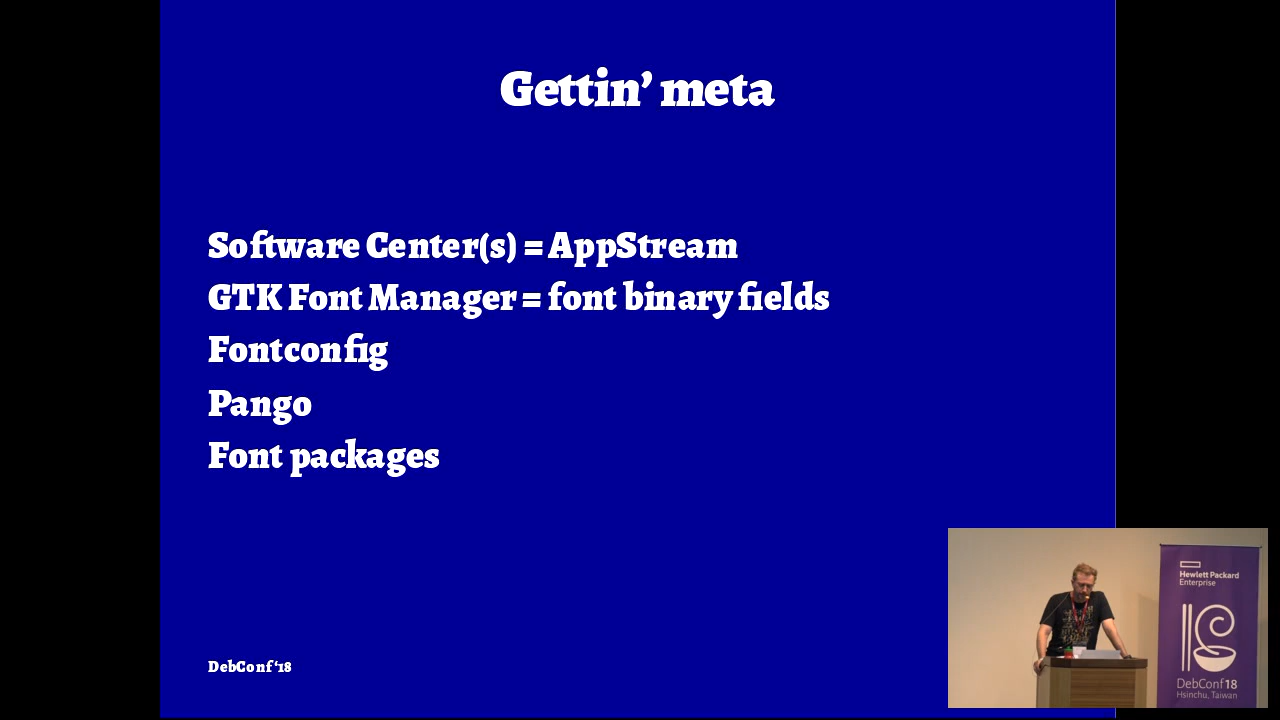 Gettin’ meta
Software Center(s) = AppStream
GTK Font Manager = font binary fields
Fontconfig
Pango
Font packages
DebConf‘18
Hewlett Packard
Enterprise
DebConf18
Hsinchu, Taiwan